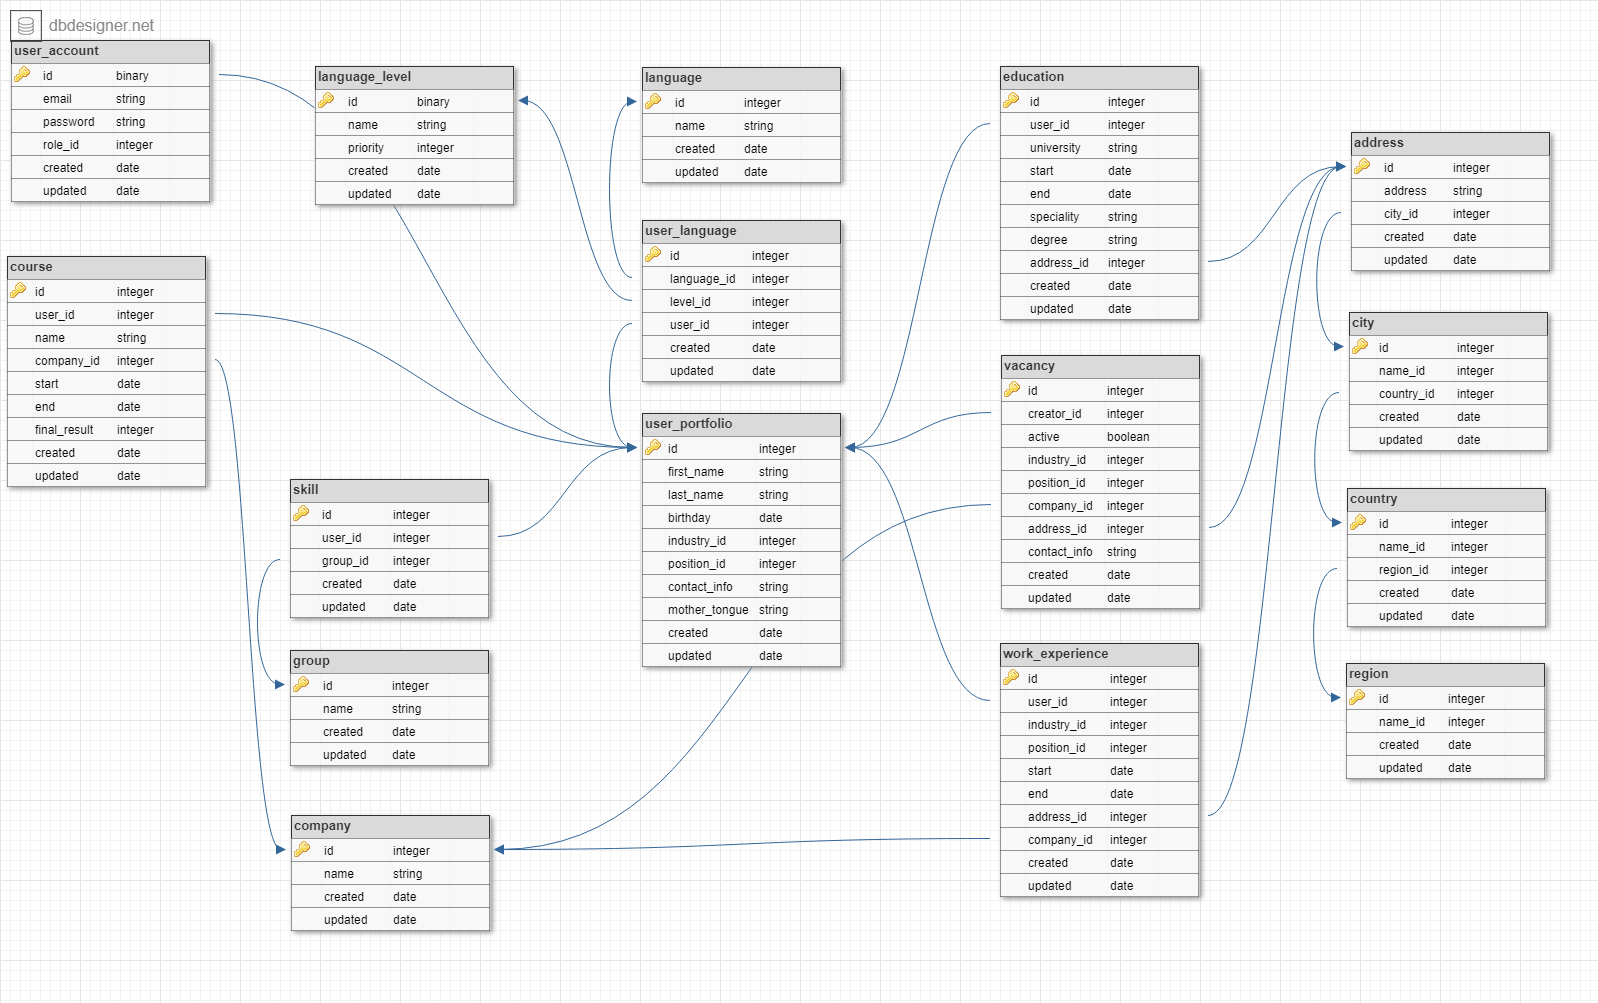 dbdesigner.net
user_account
id binary
email string
password string
role_id integer
created date
updated date
language_level
id binary
name string
priority integer
created date
updated date
language
id integer
name string
created date
updated date
education
id integer
user_id integer
university string
start date
end date
speciality string
degree string
address_id integer
created date
updated date
address
id integer
address string
city_id integer
created date
updated date
course
id integer
user_id integer
name string
company_id integer
start date
end date
final_result integer
created date
updated date
user_language
id integer
language_id integer
level_id integer
user_id integer
created date
updated date
city
id integer
name_id integer
country_id integer
created date
updated date
vacancy
id integer
creator_id integer
active boolean
industry_id integer
position_id integer
company_id integer
address_id integer
contact_info string
created date
updated date
user_portfolio
id integer
first_name string
last_name string
birthday date
industry_id integer
position_id integer
contact_info string
mother_tongue string
created date
updated date
skill
id integer
user_id integer
group_id integer
created date
updated date
country
id integer
name_id integer
region_id integer
created date
updated date
group
id integer
name string
created date
updated date
work_experience
id integer
user_id integer
industry_id integer
position_id integer
start date
end date
address_id integer
company_id integer
created date
updated date
region
id integer
name_id integer
created date
updated date
company
id integer
name string
created date
updated date